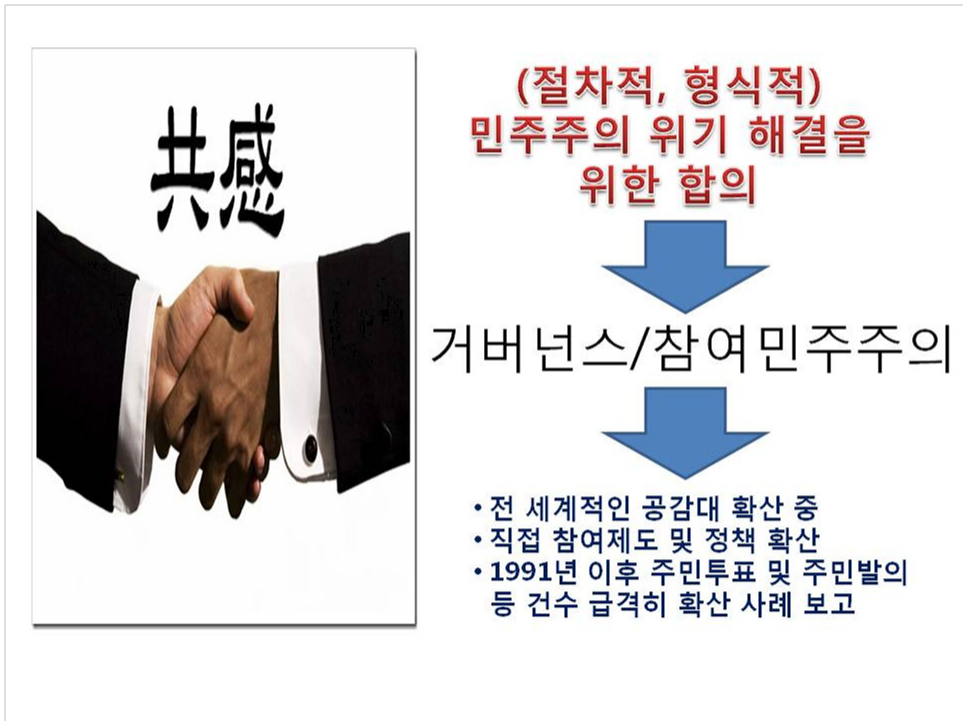 共感
(절차적, 형식적)
민주주의 위기 해결을
위한 합의
거버넌스/참여민주주의
• 전 세계적인 공감대 확산 중
• 직접 참여제도 및 정책 확산
• 1991년 이후 주민투표 및 주민발의
등 건수 급격히 확산 사례 보고